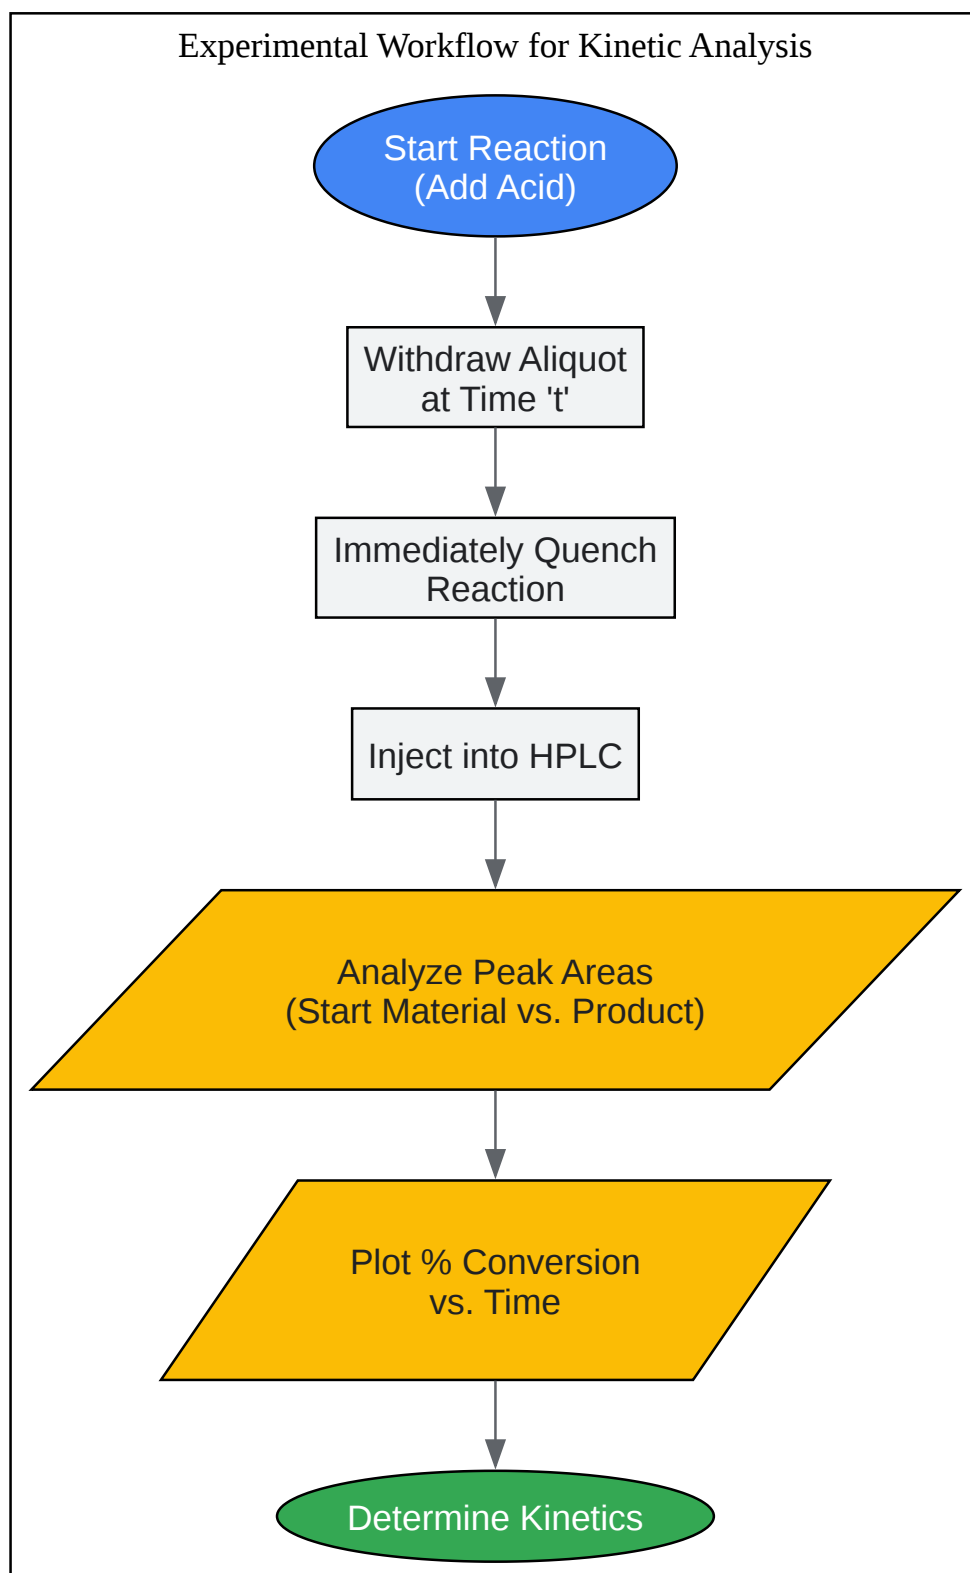 Experimental Workflow for Kinetic Analysis
Start Reaction
(Add Acid)
Withdraw Aliquot
at Time 't'
Immediately Quench
Reaction
Inject into HPLC
Analyze Peak Areas
(Start Material vs. Product)
Plot % Conversion
vs. Time
Determine Kinetics